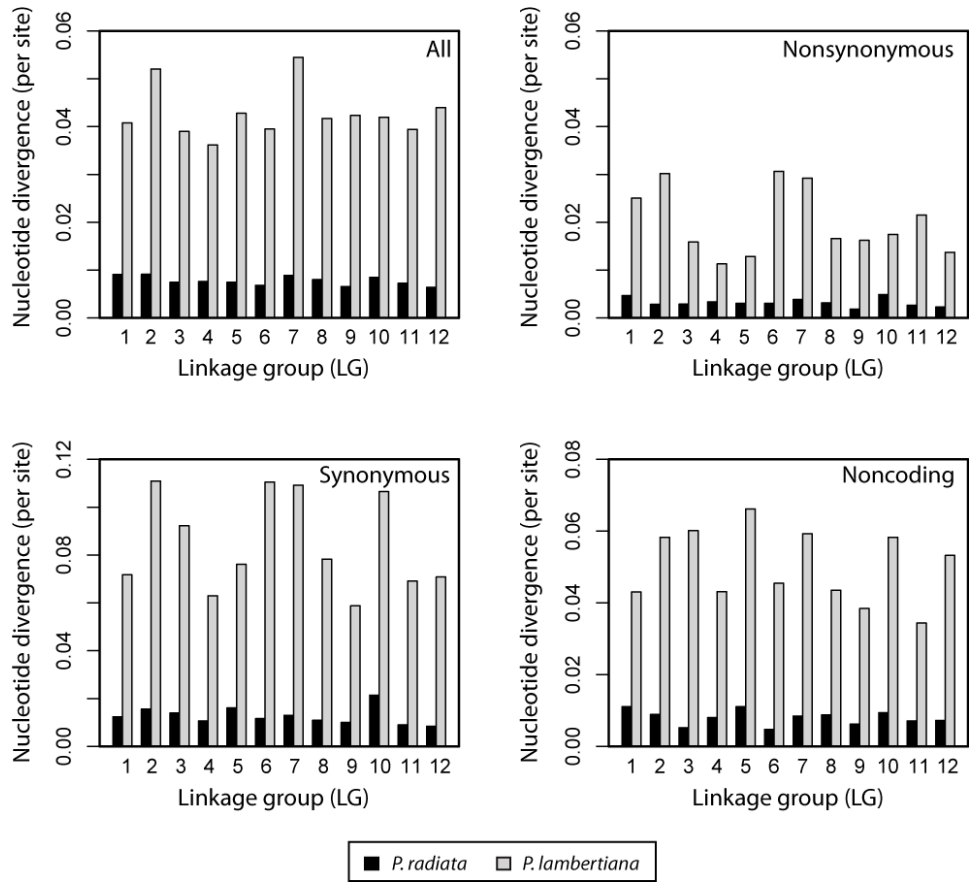 All
Nucleotide divergence (per site)
0.06
0.04
0.02
0.00
1 2 3 4 5 6 7 8 9 10 11 12
Linkage group (LG)
Nonsynonymous
Nucleotide divergence (per site)
0.06
0.04
0.02
0.00
1 2 3 4 5 6 7 8 9 10 11 12
Linkage group (LG)
Synonymous
Nucleotide divergence (per site)
0.12
0.08
0.04
0.00
1 2 3 4 5 6 7 8 9 10 11 12
Linkage group (LG)
Noncoding
Nucleotide divergence (per site)
0.08
0.06
0.04
0.02
0.00
1 2 3 4 5 6 7 8 9 10 11 12
Linkage group (LG)
P. radiata P. lambertiana